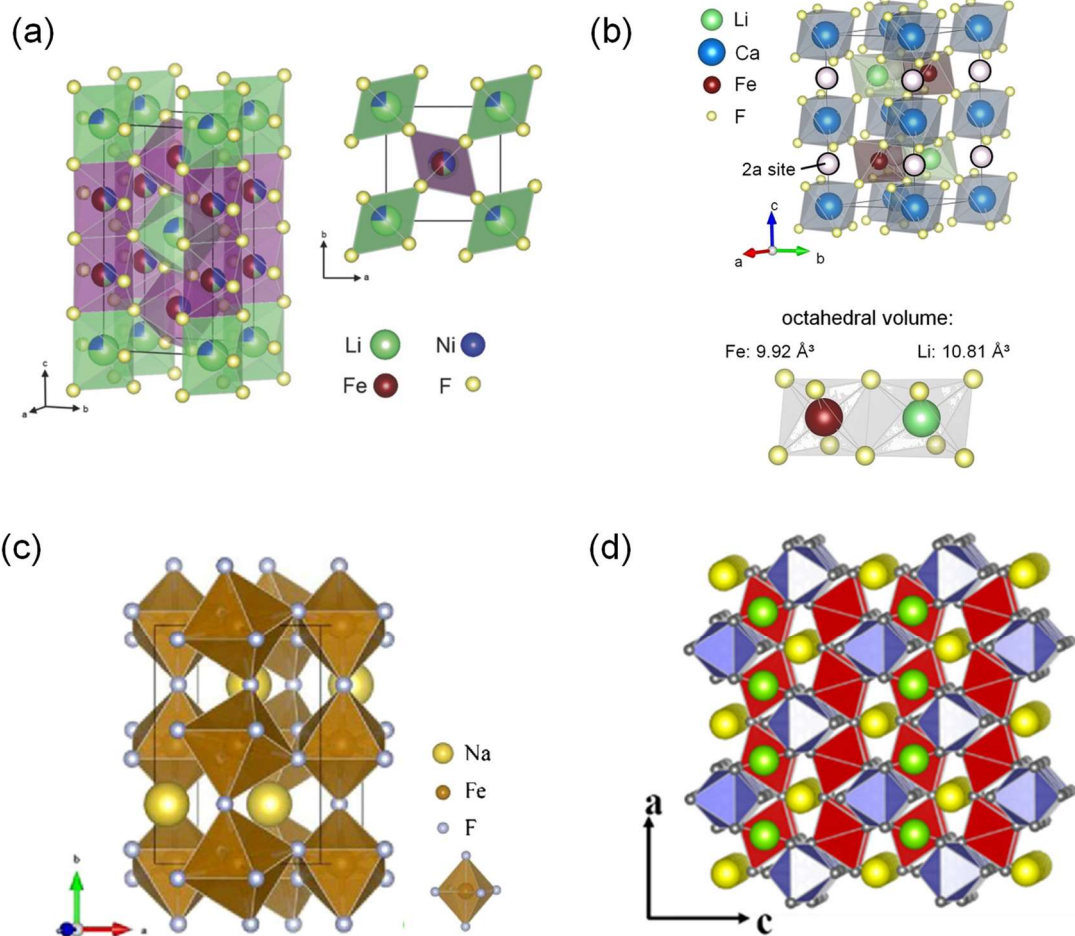 (a)
c
a
b
b
a
Li
Ni
Fe
F
(b)
Li
Ca
Fe
F
2a site
c
a
b
octahedral volume:
Fe: 9.92 Å³
Li: 10.81 Å³
(c)
Na
Fe
F
b
a
(d)
a
c